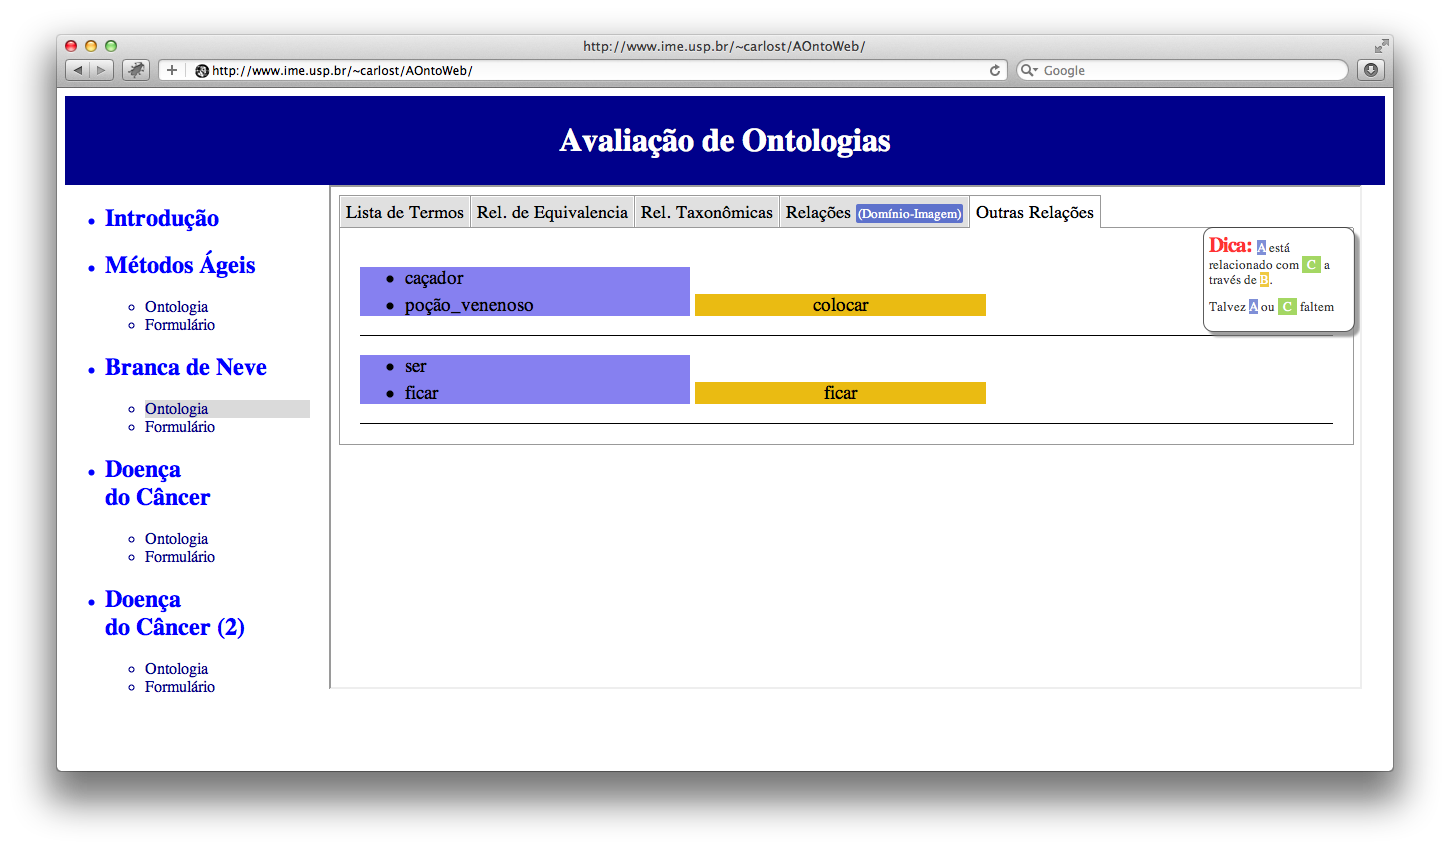 http://www.ime.usp.br/~carlost/AOntoWeb/
http://www.ime.usp.br/~carlost/AOntoWeb/
Google
Avaliação de Ontologias
Introdução
Métodos Ágeis
Ontologia
Formulário
Branca de Neve
Ontologia
Formulário
Doença
do Câncer
Ontologia
Formulário
Doença
do Câncer (2)
Ontologia
Formulário
Lista de Termos Rel. de Equivalencia Rel. Taxonômicas Relações (Domínio-Imagem) Outras Relações
caçador
poção_venenoso colocar
ser
ficar ficar
Dica: A está
relacionado com C a
través de B.
Talvez A ou C faltem